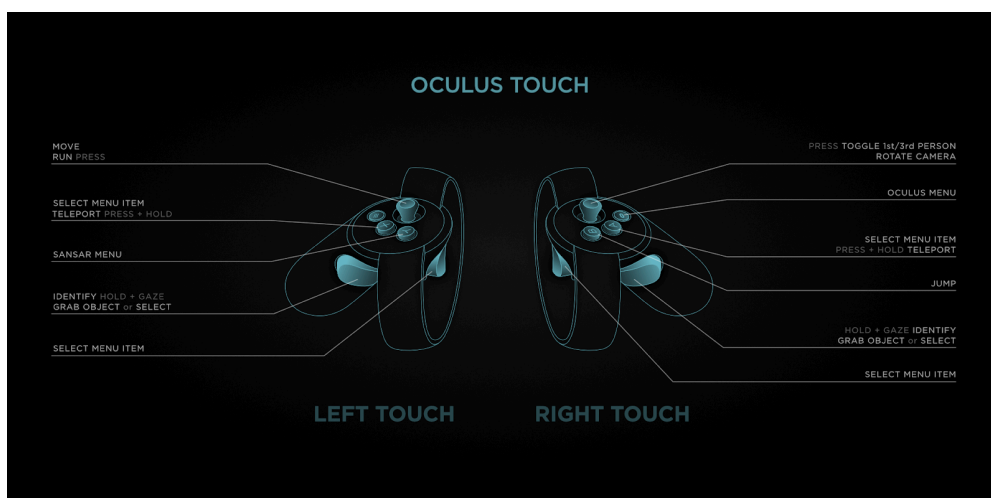 OCULUS TOUCH
MOVE
RUN PRESS
SELECT MENU ITEM
TELEPORT PRESS + HOLD
SANSAR MENU
IDENTIFY HOLD + GAZE
GRAB OBJECT or SELECT
SELECT MENU ITEM
PRESS TOGGLE 1st/3rd PERSON
ROTATE CAMERA
OCULUS MENU
SELECT MENU ITEM
PRESS + HOLD TELEPORT
JUMP
HOLD + GAZE IDENTIFY
GRAB OBJECT or SELECT
SELECT MENU ITEM
LEFT TOUCH
RIGHT TOUCH